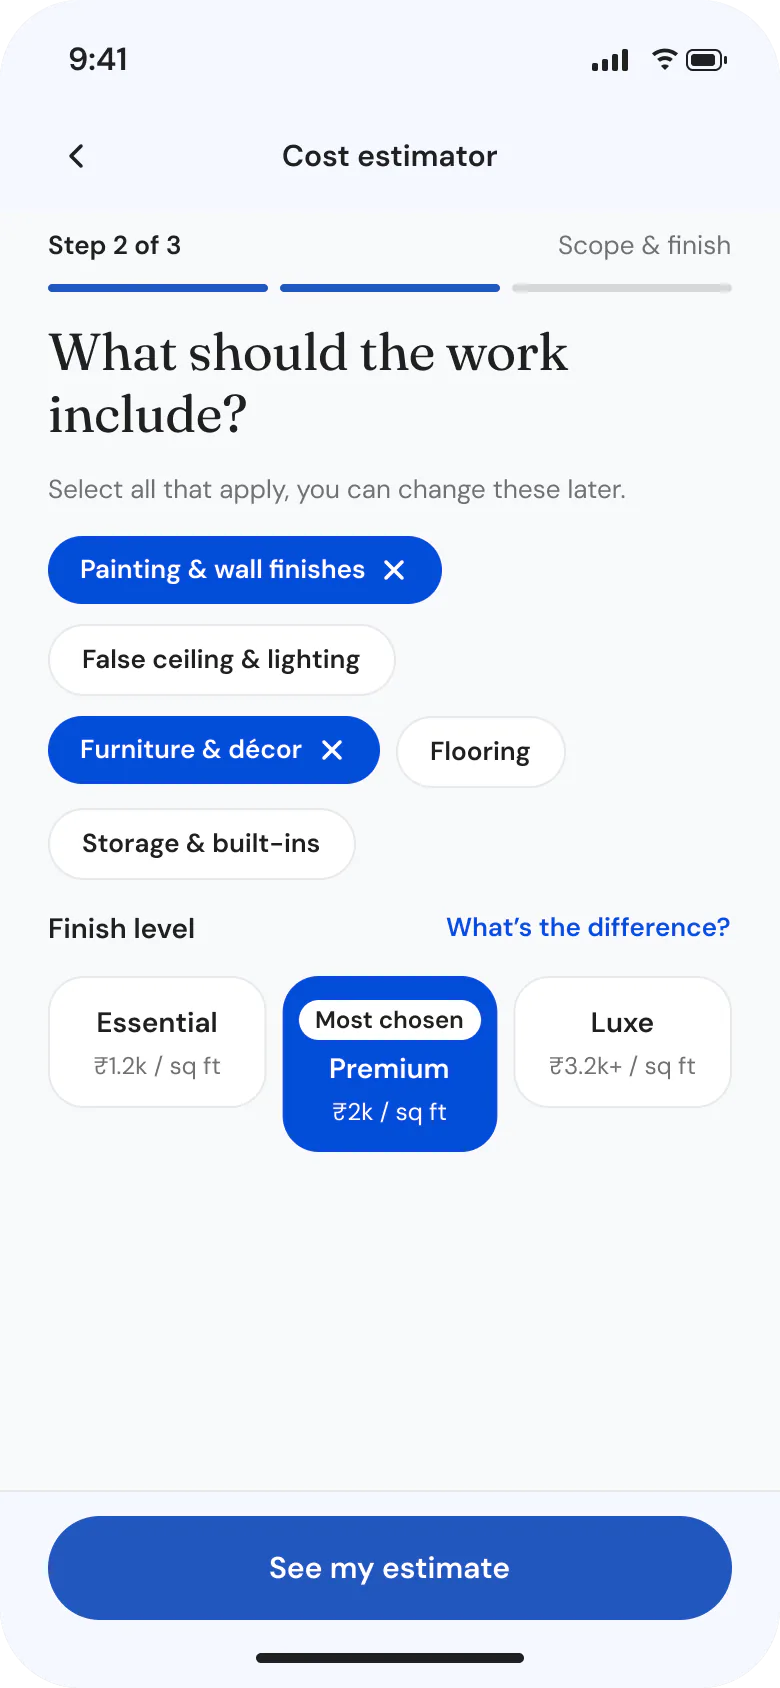 9:41
Cost estimator
Step 2 of 3
Scope & finish
What should the work
include?
Select all that apply, you can change these later.
Painting & wall finishes
False ceiling & lighting
Furniture & décor
Flooring
Storage & built-ins
Finish level
What's the difference?
Essential
₹1.2k / sq ft
Most chosen
Premium
₹2k / sq ft
Luxe
₹3.2k+ / sq ft
See my estimate